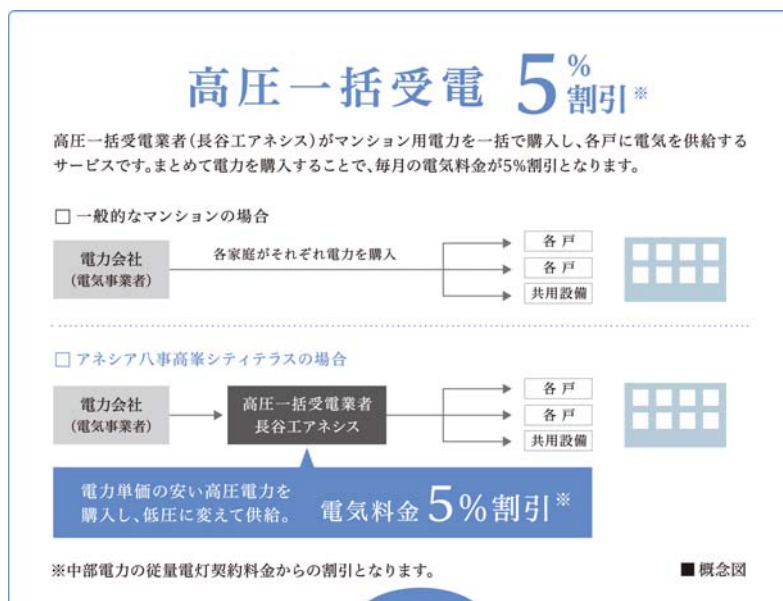 高圧一括受電 5%割引※
高圧一括受電業者(長谷工アネシス)がマンション用電力を一括で購入し、各戸に電気を供給する
サービスです。まとめて電力を購入することで、毎月の電気料金が5%割引となります。
□ 一般的なマンションの場合
電力会社
(電気事業者)
各家庭がそれぞれ電力を購入
各戸
各戸
共用設備
□ アネシア八事高峯シティテラスの場合
電力会社
(電気事業者)
高圧一括受電業者
長谷工アネシス
各戸
各戸
共用設備
電力単価の安い高圧電力を
購入し、低圧に変えて供給。
電気料金 5%割引※
※中部電力の従量電灯契約料金からの割引となります。
■ 概念図